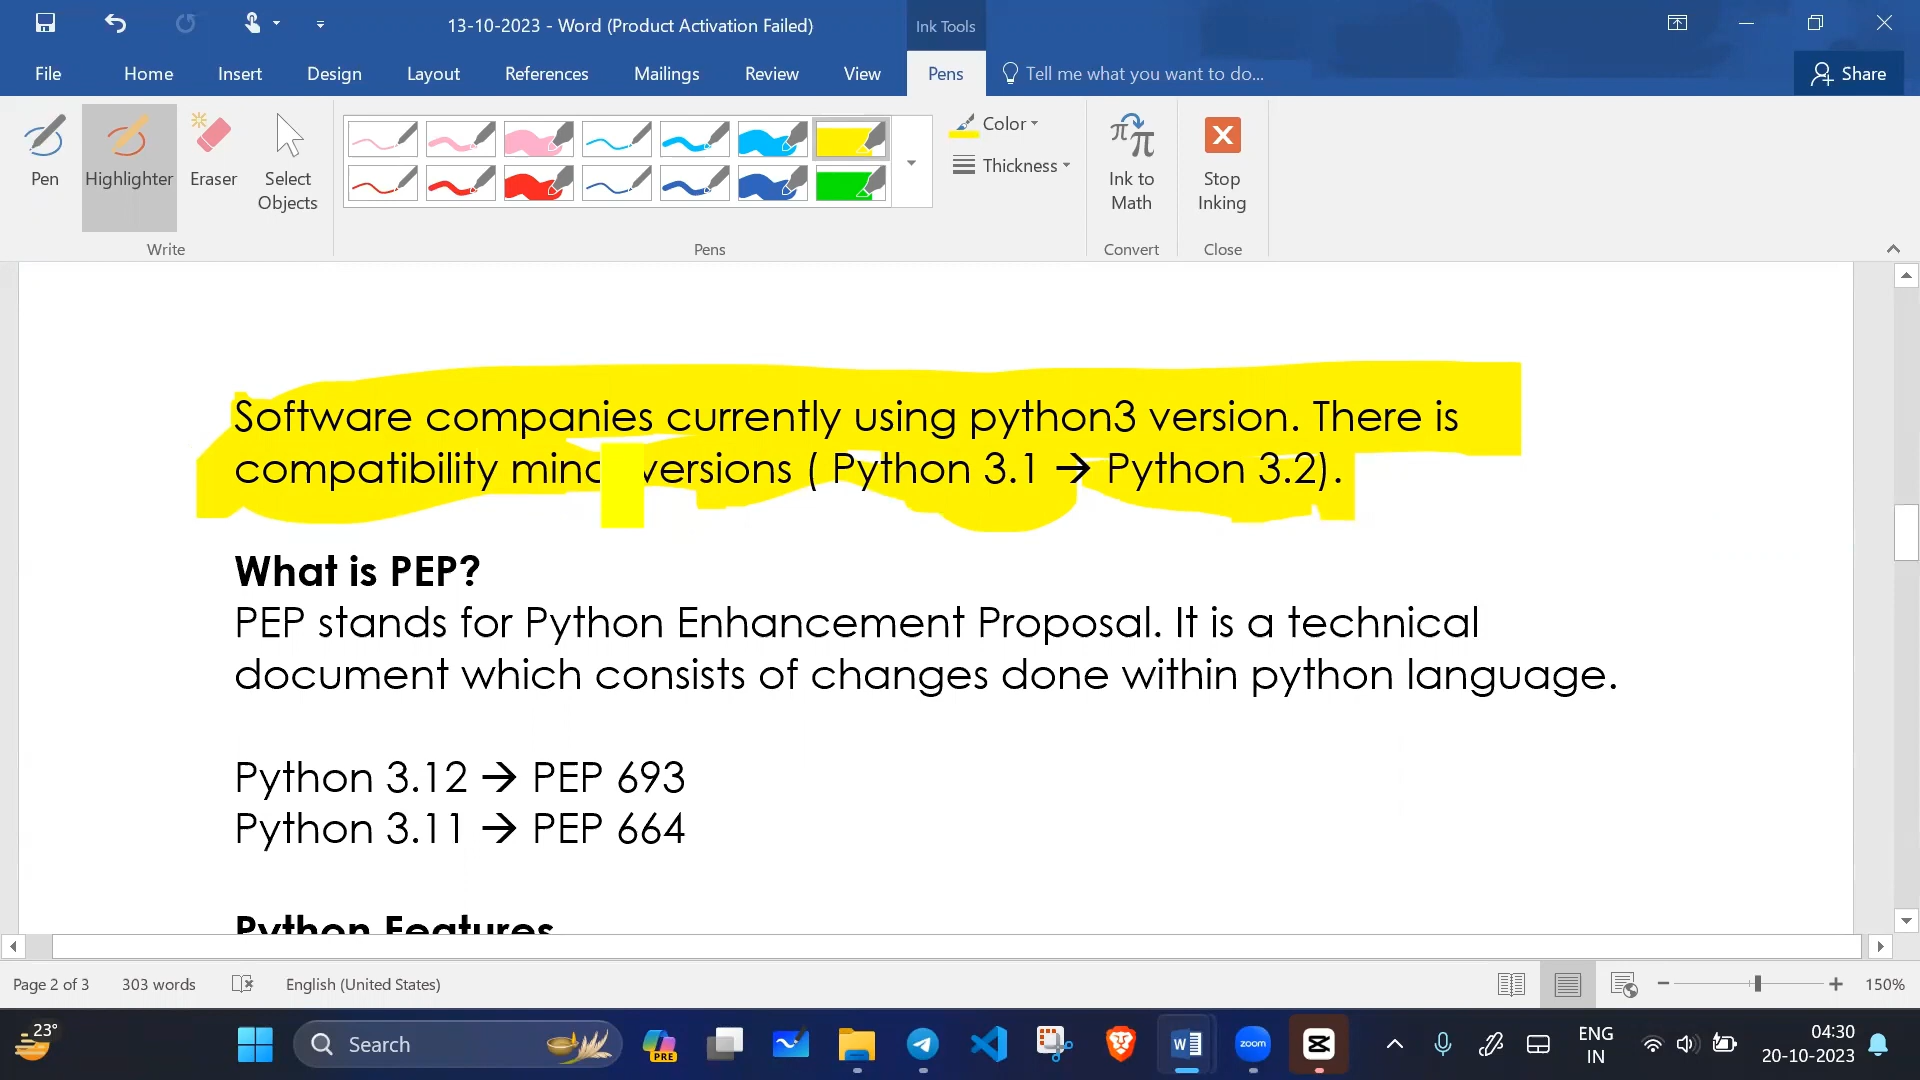 13-10-2023 - Word (Product Activation Failed)
Ink Tools
File Home Insert Design Layout References Mailings Review View Pens Tell me what you want to do... Share
Pen Highlighter Eraser Select Objects
Color
Thickness
Ink to Math
Stop Inking
Write Pens Convert Close
Software companies currently using python3 version. There is
compatibility versions ( Python 3.1 → Python 3.2).
What is PEP?
PEP stands for Python Enhancement Proposal. It is a technical
document which consists of changes done within python language.
Python 3.12 → PEP 693
Python 3.11 → PEP 664
Python Features
Page 2 of 3 303 words English (United States) 150%
23°
Search
PRE
zoom
ENG
IN
04:30
20-10-2023